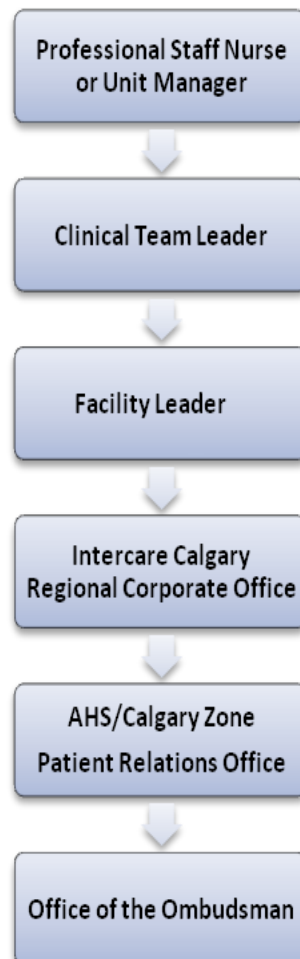 Professional Staff Nurse
or Unit Manager
Clinical Team Leader
Facility Leader
Intercare Calgary
Regional Corporate Office
AHS/Calgary Zone
Patient Relations Office
Office of the Ombudsman